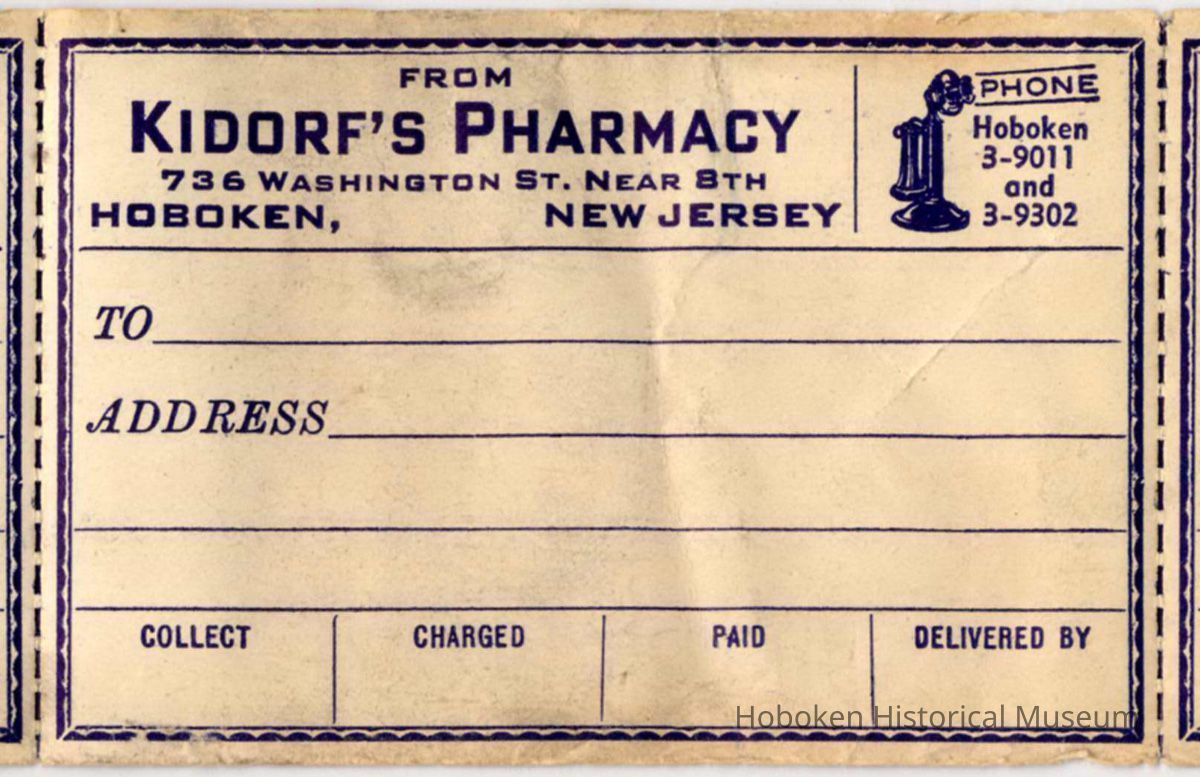 FROM
KIDORF'S PHARMACY
736 WASHINGTON ST. NEAR 8TH
HOBOKEN, NEW JERSEY
PHONE
Hoboken
3-9011
and
3-9302
TO
ADDRESS
COLLECT CHARGED PAID DELIVERED BY
Hoboken Historical Museum